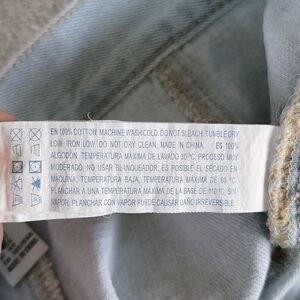 EN 100% COTTON. MACHINE WASH COLD. DO NOT BLEACH. TUMBLE DRY
LOW. IRON LOW. DO NOT DRY CLEAN. MADE IN CHINA. ES 100%
ALGODÓN. TEMPERATURA MÁXIMA DE LAVADO 30 °C. PROCESO MUY
MODERADO. NO USAR BLANQUEADOR. ES POSIBLE EL SECADO EN
TAMBOR, TEMPERATURA BAJA, TEMPERATURA MÁXIMA DE 60 °C.
PLANCHAR A UNA TEMPERATURA MÁXIMA DE LA BASE DE 110 °C, SIN
VAPOR, PLANCHAR CON VAPOR PUEDE CAUSAR DAÑO IRREVERSIBLE